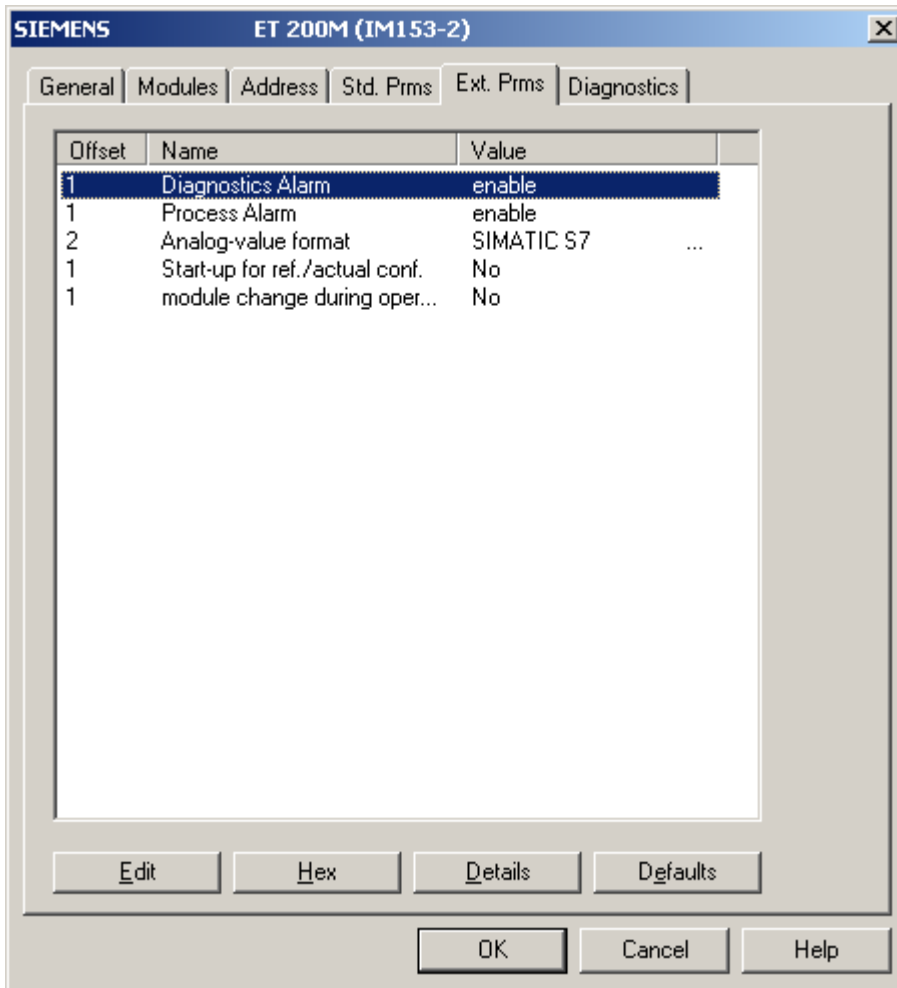 SIEMENS ET 200M (IM153-2)
General Modules Address Std. Prms Ext. Prms Diagnostics
Offset Name Value
1 Diagnostics Alarm enable
1 Process Alarm enable
2 Analog-value format SIMATIC S7 ...
1 Start-up for ref./actual conf. No
1 module change during oper... No
Edit Hex Details Defaults
OK Cancel Help